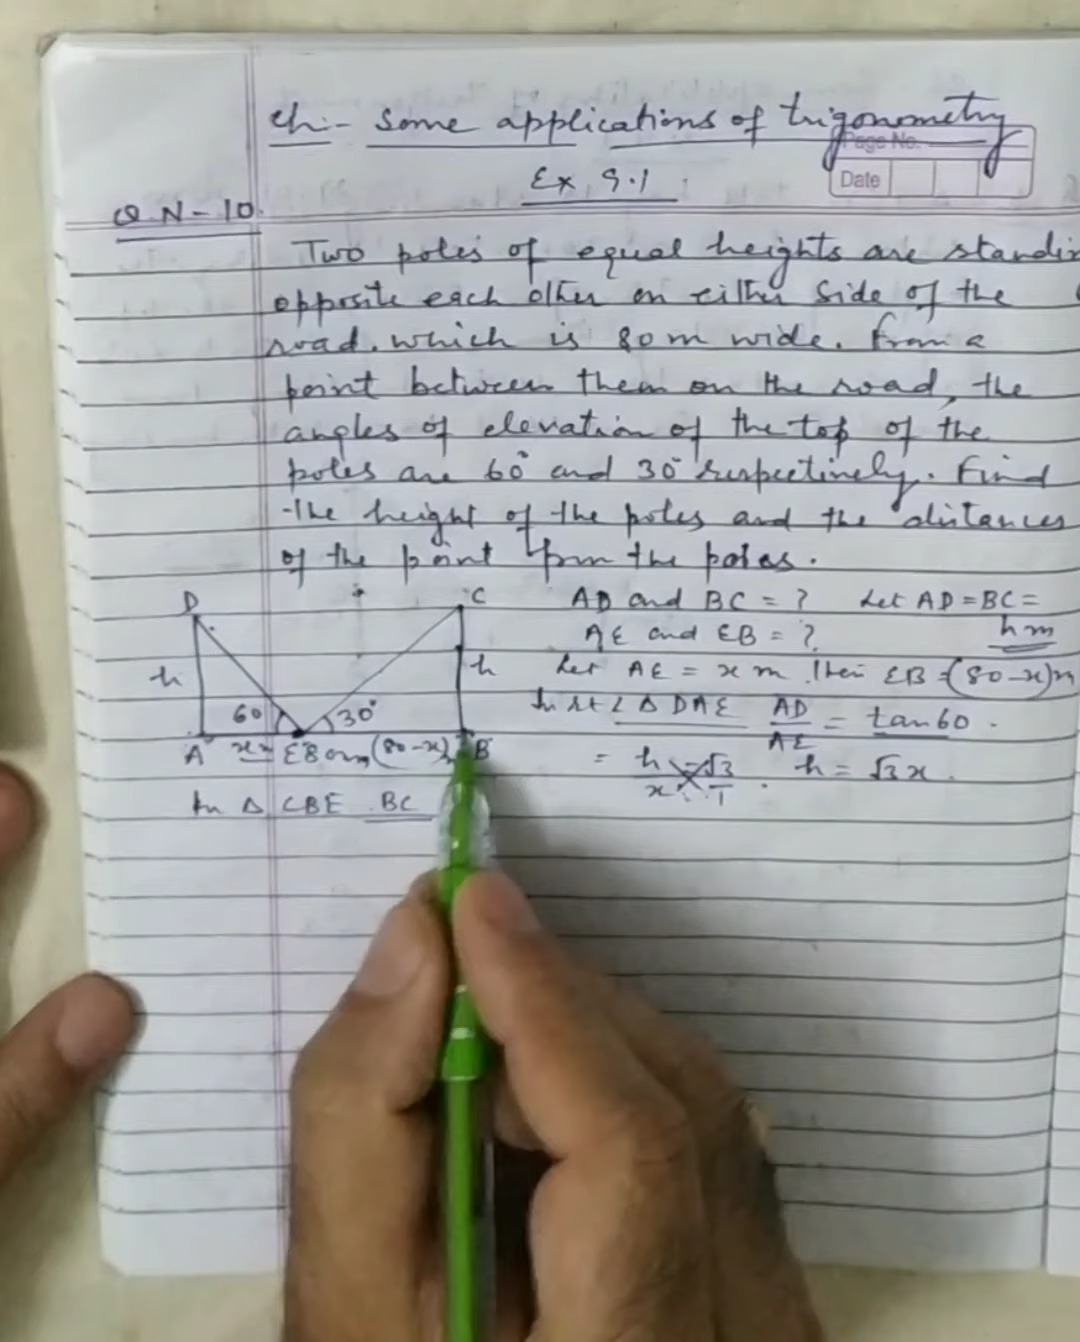 Ch:- Some applications of trigonometry
Page No.
Date
Ex 9.1
Q.N-10.
Two poles of equal heights are standin
opposite each other on either side of the
road. which is 80m wide. From a
point between them on the road, the
angles of elevation of the top of the
poles are 60° and 30° respectively. Find
the height of the poles and the distances
of the point from the poles.
D C
h h
60 30°
A x E 80m (80-x) B
AD and BC = ? Let AD = BC =
h m
AE and EB = ?
Let AE = x m. Then EB = (80-x)m
In rt ∠ Δ DAE AD/AE = tan 60.
= h/x = √3/1. h = √3x.
In Δ CBE BC